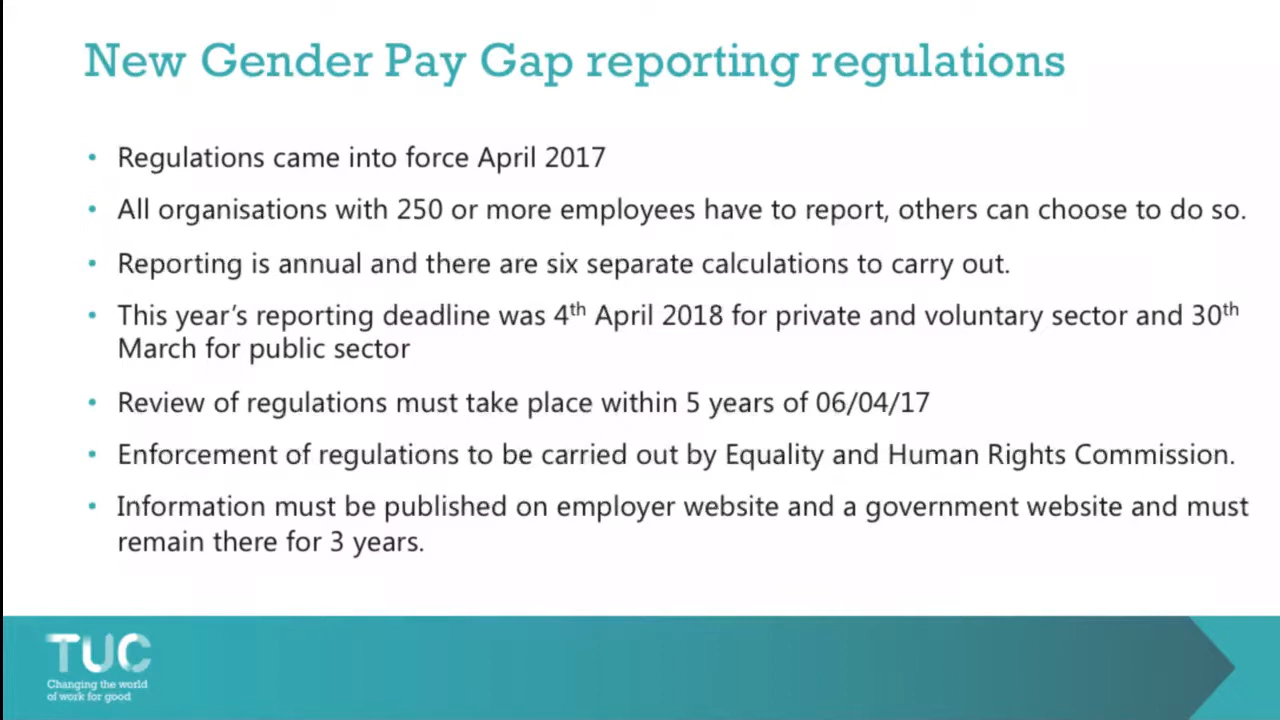 New Gender Pay Gap reporting regulations
• Regulations came into force April 2017
• All organisations with 250 or more employees have to report, others can choose to do so.
• Reporting is annual and there are six separate calculations to carry out.
• This year's reporting deadline was 4th April 2018 for private and voluntary sector and 30th
March for public sector
• Review of regulations must take place within 5 years of 06/04/17
• Enforcement of regulations to be carried out by Equality and Human Rights Commission.
• Information must be published on employer website and a government website and must
remain there for 3 years.
TUC
Changing the world
of work for good